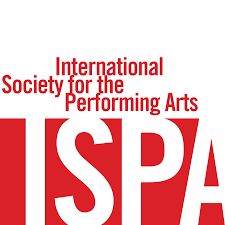 International
Society for the
Performing Arts
ISPA